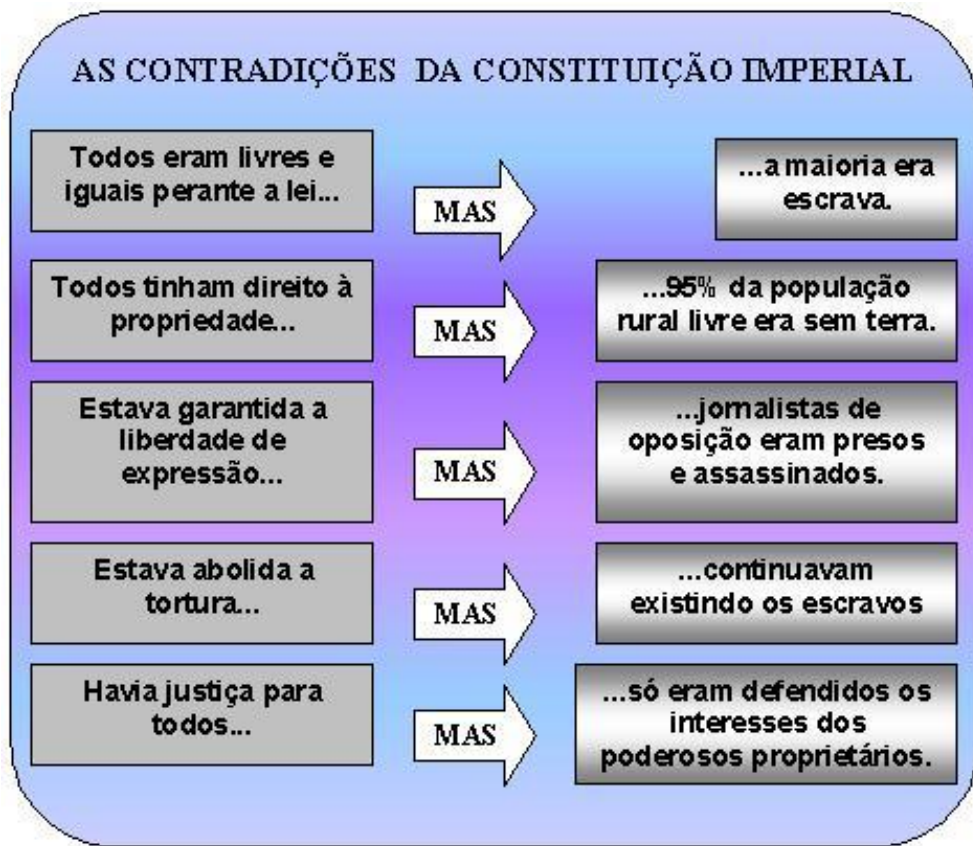 AS CONTRADIÇÕES DA CONSTITUIÇÃO IMPERIAL
Todos eram livres e
iguais perante a lei...
MAS
...a maioria era
escrava.
Todos tinham direito à
propriedade...
MAS
...95% da população
rural livre era sem terra.
Estava garantida a
liberdade de
expressão...
MAS
...jornalistas de
oposição eram presos
e assassinados.
Estava abolida a
tortura...
MAS
...continuavam
existindo os escravos
Havia justiça para
todos...
MAS
...só eram defendidos os
interesses dos
poderosos proprietários.